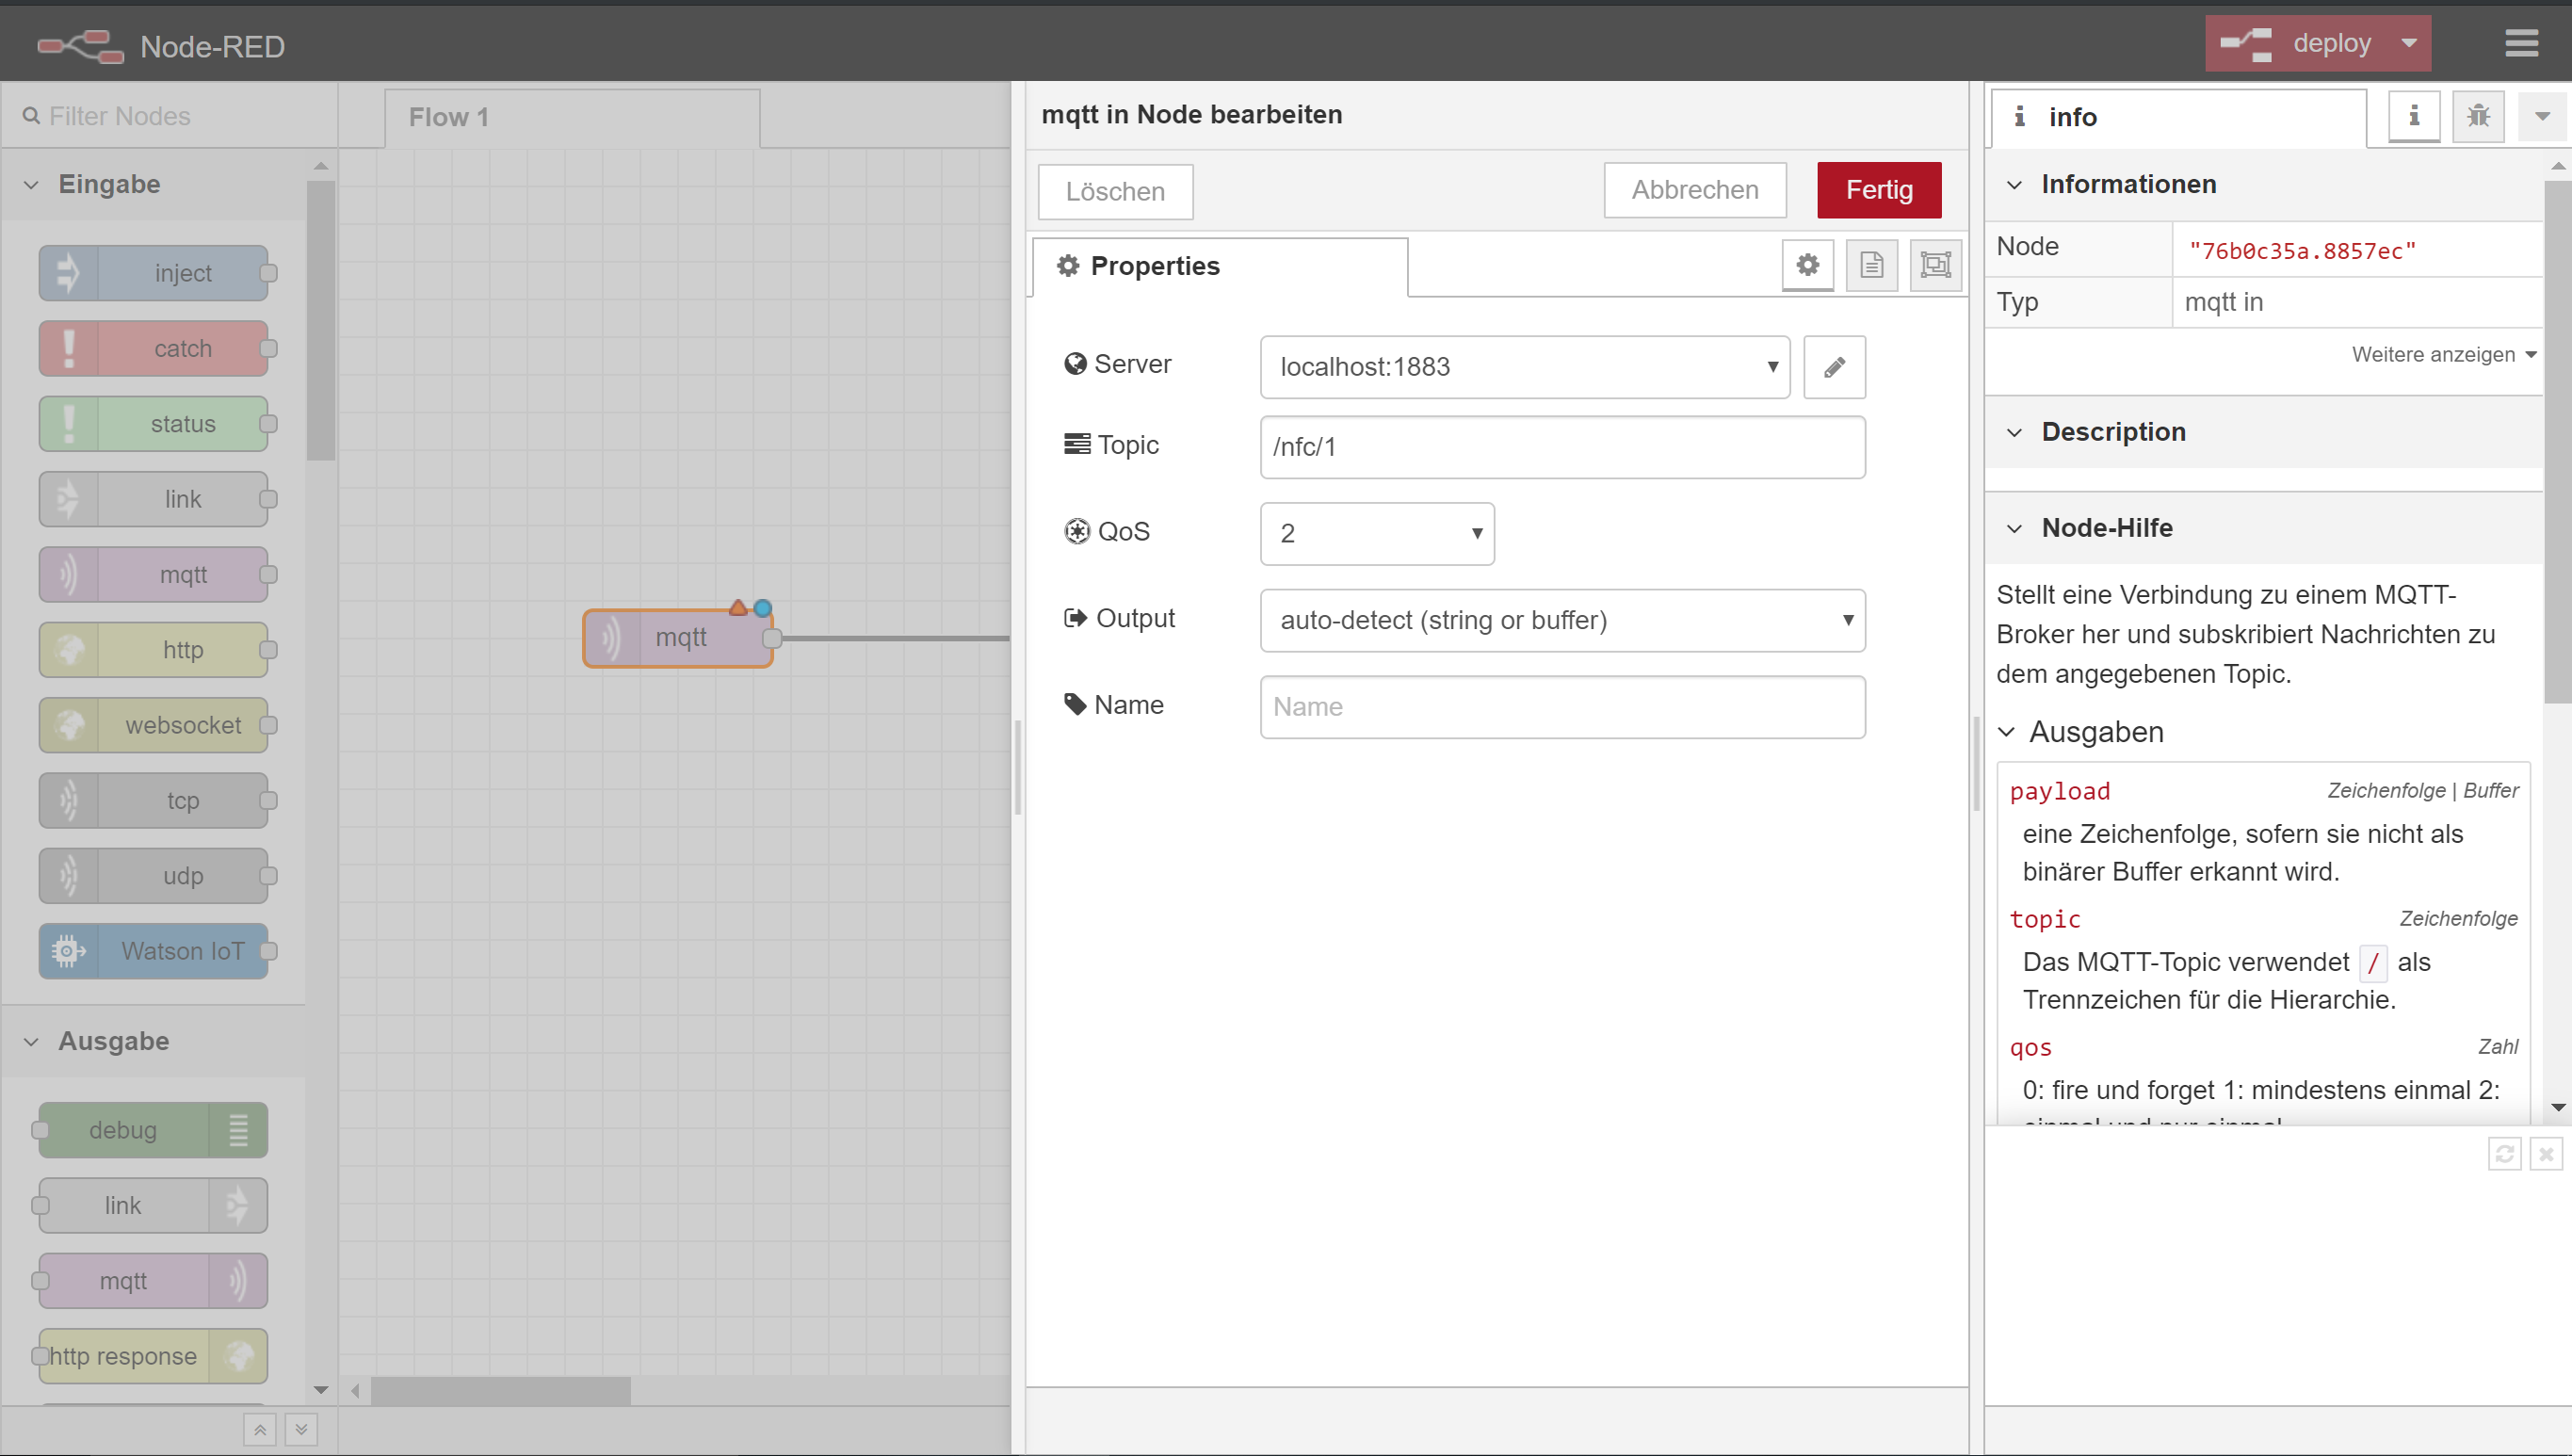 Node-RED
deploy
Filter Nodes
Eingabe
inject
catch
status
link
mqtt
http
websocket
tcp
udp
Watson IoT
Ausgabe
debug
link
mqtt
http response
Flow 1
mqtt
mqtt in Node bearbeiten
Löschen
Abbrechen
Fertig
Properties
Server
localhost:1883
Topic
/nfc/1
QoS
2
Output
auto-detect (string or buffer)
Name
Name
info
Informationen
Node
"76b0c35a.8857ec"
Typ
mqtt in
Weitere anzeigen
Description
Node-Hilfe
Stellt eine Verbindung zu einem MQTT-
Broker her und subskribiert Nachrichten zu
dem angegebenen Topic.
Ausgaben
payload
Zeichenfolge | Buffer
eine Zeichenfolge, sofern sie nicht als
binärer Buffer erkannt wird.
topic
Zeichenfolge
Das MQTT-Topic verwendet / als
Trennzeichen für die Hierarchie.
qos
Zahl
0: fire und forget 1: mindestens einmal 2:
einmal und nur einmal